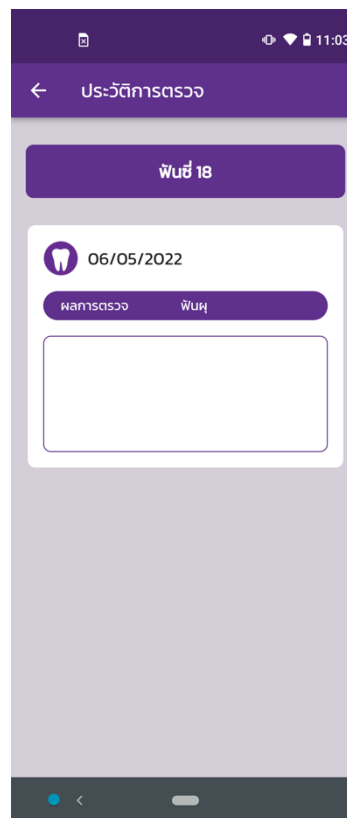 11:03
ประวัติการตรวจ
ฟันซี่ 18
06/05/2022
ผลการตรวจ ฟันผุ